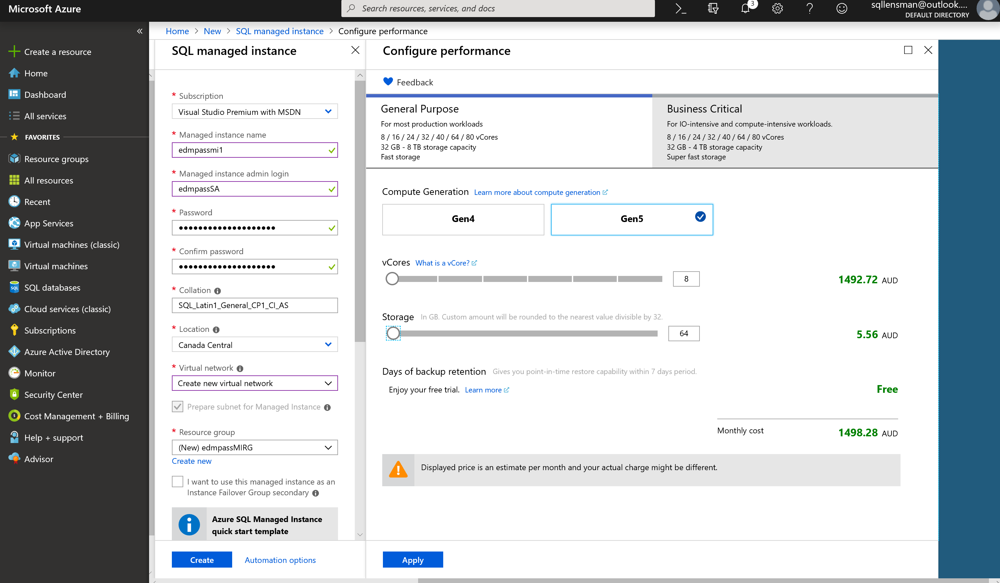 Microsoft Azure
Search resources, services, and docs
3
sqllensman@outlook....
DEFAULT DIRECTORY
Create a resource
Home
Dashboard
All services
FAVORITES
Resource groups
All resources
Recent
App Services
Virtual machines (classic)
Virtual machines
SQL databases
Cloud services (classic)
Subscriptions
Azure Active Directory
Monitor
Security Center
Cost Management + Billing
Help + support
Advisor
Home > New > SQL managed instance > Configure performance
SQL managed instance
* Subscription
Visual Studio Premium with MSDN
* Managed instance name
edmpassmi1
* Managed instance admin login
edmpassSA
* Password
••••••••••••••••••••
* Confirm password
••••••••••••••••••••
* Collation
SQL_Latin1_General_CP1_CI_AS
* Location
Canada Central
* Virtual network
Create new virtual network
Prepare subnet for Managed Instance
* Resource group
(New) edmpassMIRG
Create new
I want to use this managed instance as an
Instance Failover Group secondary
Azure SQL Managed Instance
quick start template
Create
Automation options
Configure performance
Feedback
General Purpose
For most production workloads
8 / 16 / 24 / 32 / 40 / 64 / 80 vCores
32 GB - 8 TB storage capacity
Fast storage
Business Critical
For IO-intensive and compute-intensive workloads.
8 / 16 / 24 / 32 / 40 / 64 / 80 vCores
32 GB - 4 TB storage capacity
Super fast storage
Compute Generation Learn more about compute generation
Gen4
Gen5
vCores What is a vCore?
8
1492.72 AUD
Storage In GB. Custom amount will be rounded to the nearest value divisible by 32.
64
5.56 AUD
Days of backup retention Gives you point-in-time restore capability within 7 days period.
Enjoy your free trial. Learn more
Free
Monthly cost 1498.28 AUD
Displayed price is an estimate per month and your actual charge might be different.
Apply